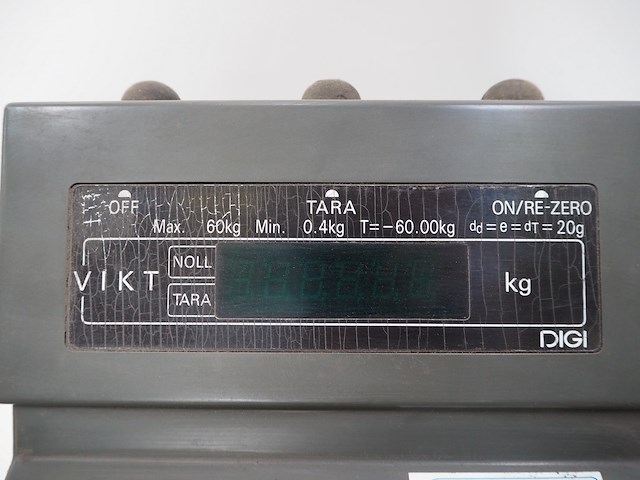 OFF TARA ON/RE-ZERO
Max. 60kg Min. 0.4kg T=−60.00kg dd=e=dT=20g
NOLL
VIKT kg
TARA
DIGI